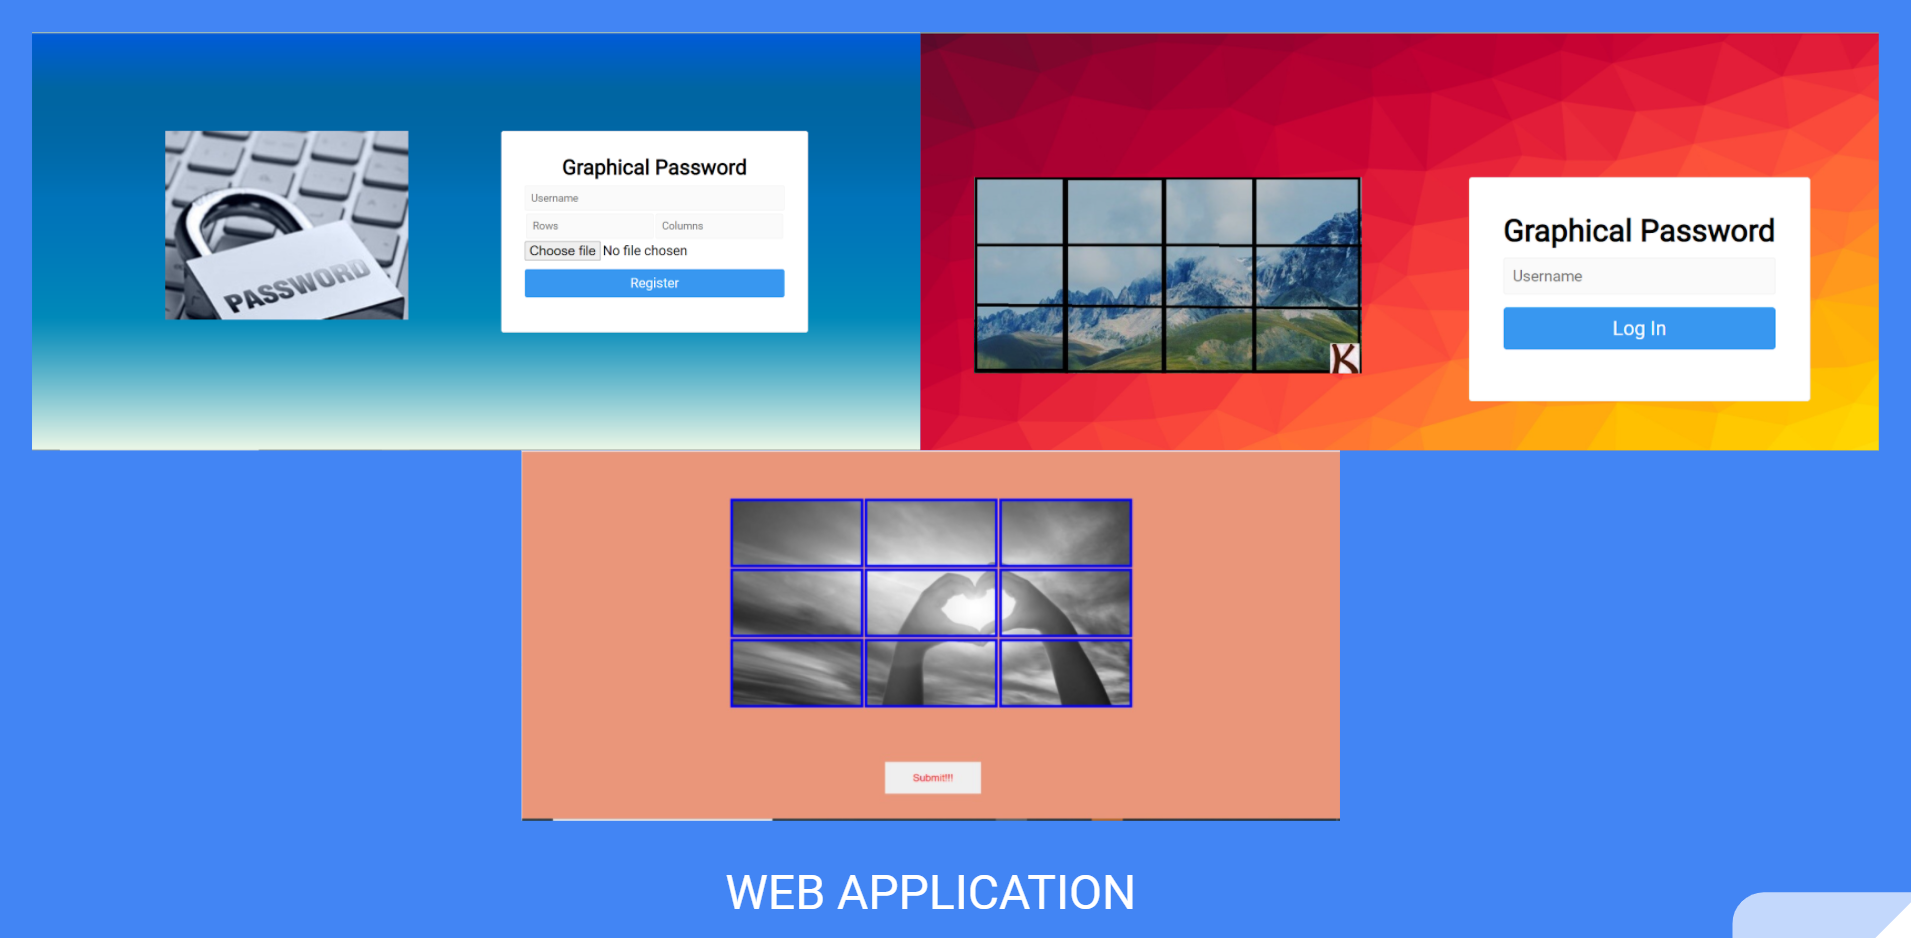 PASSWORD
Graphical Password
Username
Rows Columns
Choose file No file chosen
Register
K
Graphical Password
Username
Log In
Submit!!!
WEB APPLICATION